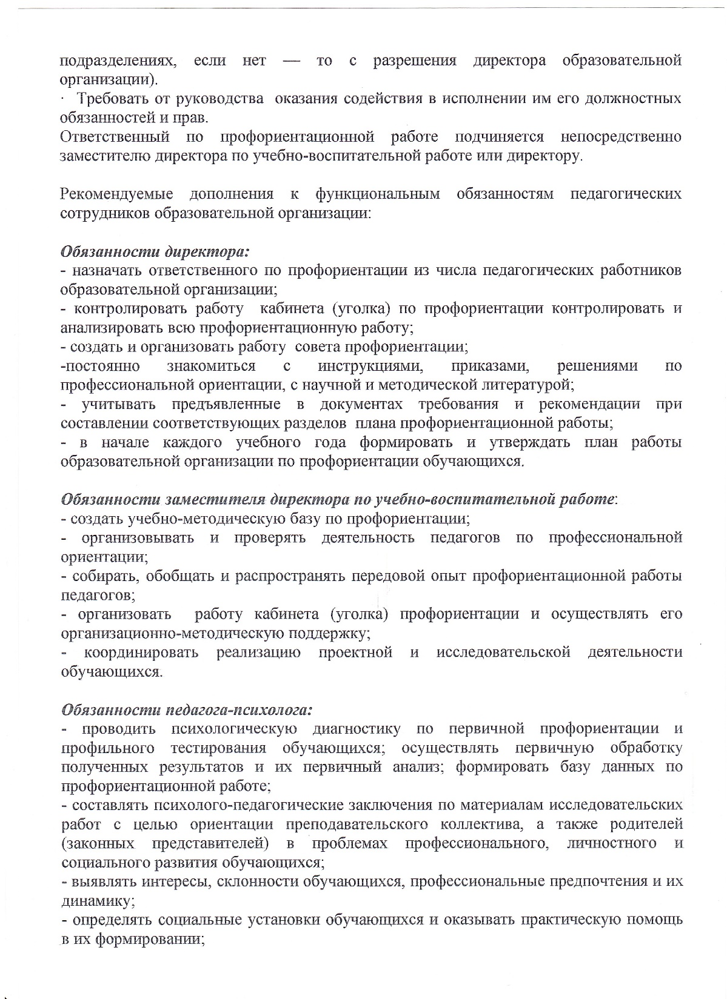 подразделениях, если нет — то с разрешения директора образовательной
организации).
· Требовать от руководства оказания содействия в исполнении им его должностных
обязанностей и прав.
Ответственный по профориентационной работе подчиняется непосредственно
заместителю директора по учебно-воспитательной работе или директору.
Рекомендуемые дополнения к функциональным обязанностям педагогических
сотрудников образовательной организации:
Обязанности директора:
- назначать ответственного по профориентации из числа педагогических работников
образовательной организации;
- контролировать работу кабинета (уголка) по профориентации контролировать и
анализировать всю профориентационную работу;
- создать и организовать работу совета профориентации;
-постоянно знакомиться с инструкциями, приказами, решениями по
профессиональной ориентации, с научной и методической литературой;
- учитывать предъявленные в документах требования и рекомендации при
составлении соответствующих разделов плана профориентационной работы;
- в начале каждого учебного года формировать и утверждать план работы
образовательной организации по профориентации обучающихся.
Обязанности заместителя директора по учебно-воспитательной работе:
- создать учебно-методическую базу по профориентации;
- организовывать и проверять деятельность педагогов по профессиональной
ориентации;
- собирать, обобщать и распространять передовой опыт профориентационной работы
педагогов;
- организовать работу кабинета (уголка) профориентации и осуществлять его
организационно-методическую поддержку;
- координировать реализацию проектной и исследовательской деятельности
обучающихся.
Обязанности педагога-психолога:
- проводить психологическую диагностику по первичной профориентации и
профильного тестирования обучающихся; осуществлять первичную обработку
полученных результатов и их первичный анализ; формировать базу данных по
профориентационной работе;
- составлять психолого-педагогические заключения по материалам исследовательских
работ с целью ориентации преподавательского коллектива, а также родителей
(законных представителей) в проблемах профессионального, личностного и
социального развития обучающихся;
- выявлять интересы, склонности обучающихся, профессиональные предпочтения и их
динамику;
- определять социальные установки обучающихся и оказывать практическую помощь
в их формировании;